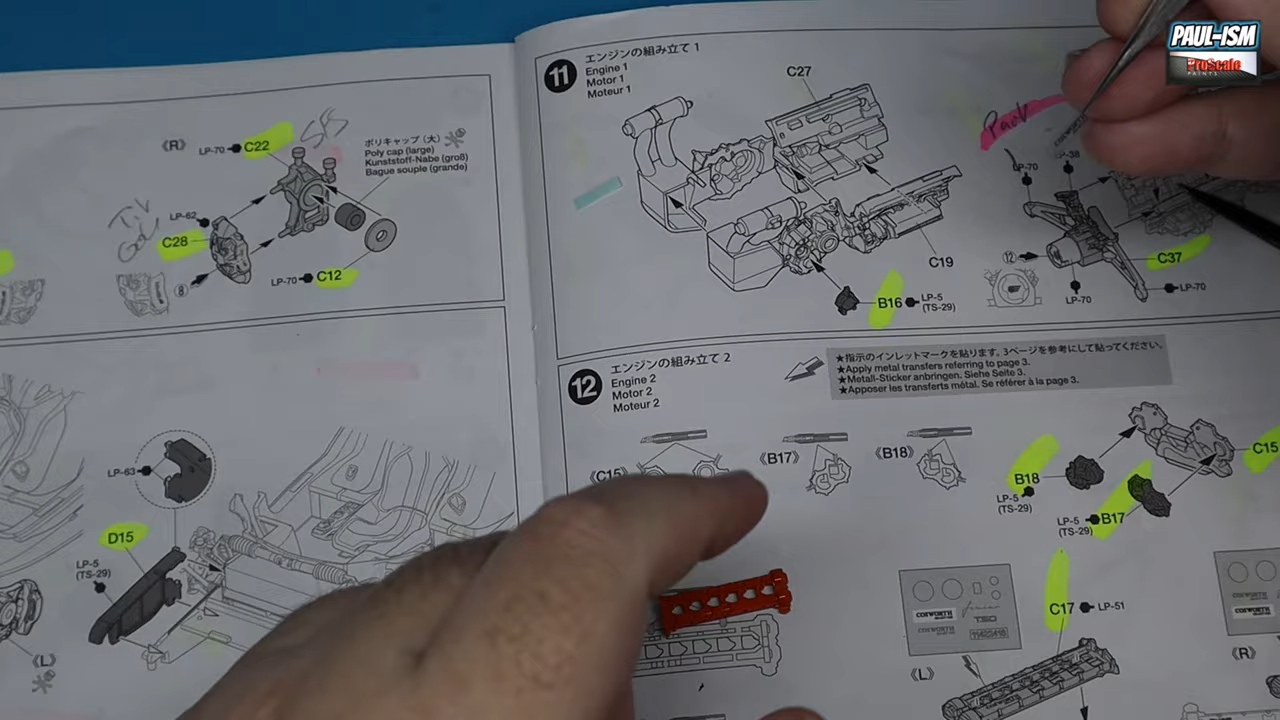 PAUL-ISM
ProScale
PAINTS
《R》
LP-70
C22
S/S
ポリキャップ(大)
Poly cap (large)
Kunststoff-Nabe (groß)
Bague souple (grande)
LP-62
C28
8
LP-70
C12
LP-63
D15
LP-5
(TS-29)
《L》
11
エンジンの組み立て 1
Engine 1
Motor 1
Moteur 1
C27
C19
B16
LP-5
(TS-29)
LP-70
LP-38
12
C37
LP-70
LP-70
12
エンジンの組み立て 2
Engine 2
Motor 2
Moteur 2
★指示のインレットマークを貼ります。3ページを参考にして貼ってください。
★Apply metal transfers referring to page 3.
★Metall-Sticker anbringen. Siehe Seite 3.
★Apposer les transferts métal. Se référer à la page 3.
《C15》
《B17》
《B18》
B18
LP-5
(TS-29)
LP-5
(TS-29)
B17
C15
COSWORTH
COSWORTH
C17
LP-51
《L》
COSWORTH
COSWORTH
《R》